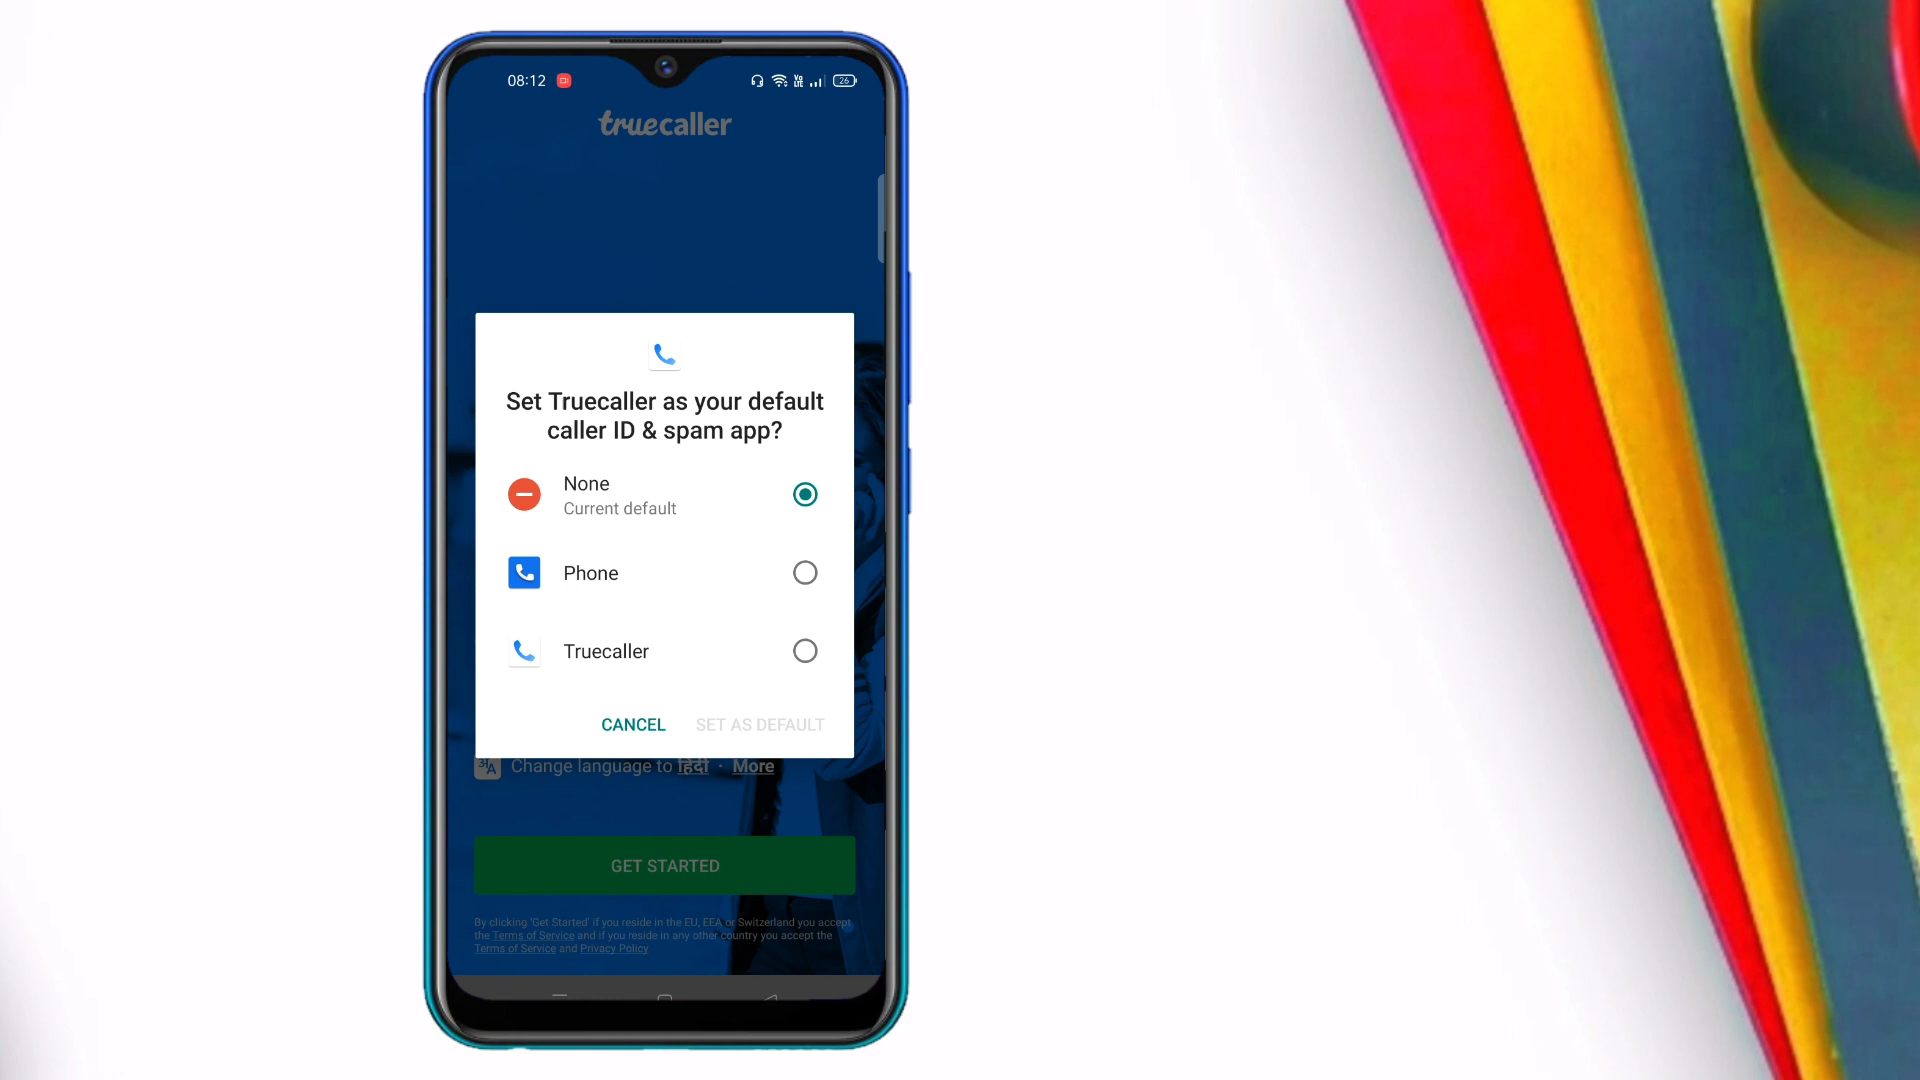 08:12
Vo
LTE
26
truecaller
Set Truecaller as your default
caller ID & spam app?
None
Current default
Phone
Truecaller
CANCEL SET AS DEFAULT
Change language to हिंदी · More
GET STARTED
By clicking 'Get Started' if you reside in the EU, EEA or Switzerland you accept
the Terms of Service and if you reside in any other country you accept the
Terms of Service and Privacy Policy